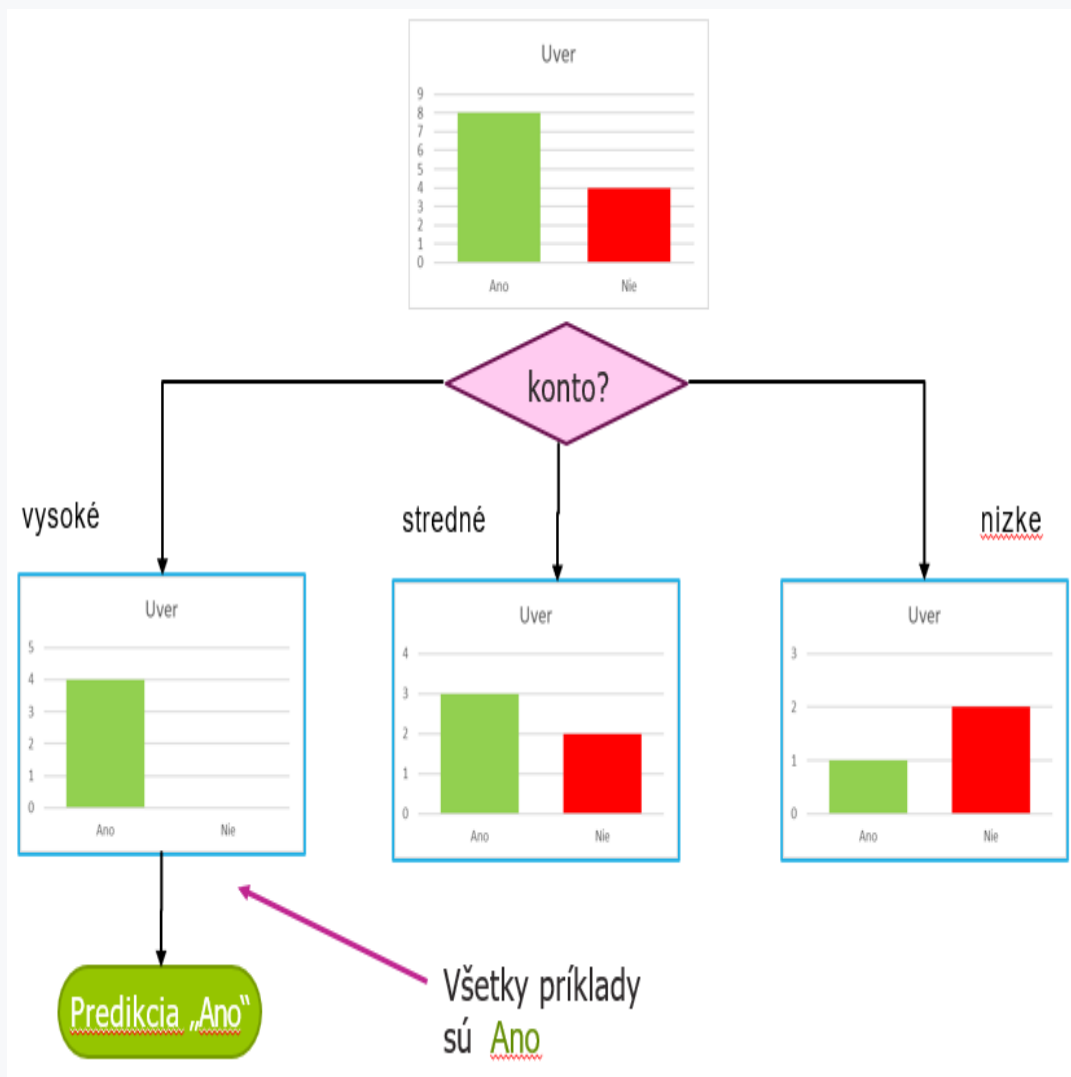 Uver
9
8
7
6
5
4
3
2
1
0
Ano Nie
konto?
vysoké
stredné
nizke
Uver
5
4
3
2
1
0
Ano Nie
Uver
4
3
2
1
0
Ano Nie
Uver
3
2
1
0
Ano Nie
Predikcia „Ano“
Všetky príklady
sú Ano